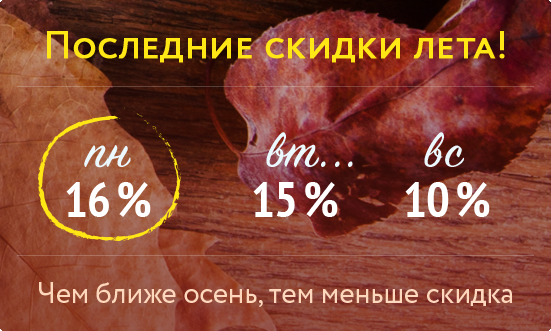 Последние скидки лета!
пн вт... вс
16% 15% 10%
Чем ближе осень, тем меньше скидка